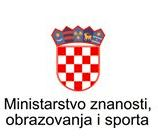 Ministarstvo znanosti,
obrazovanja i sporta